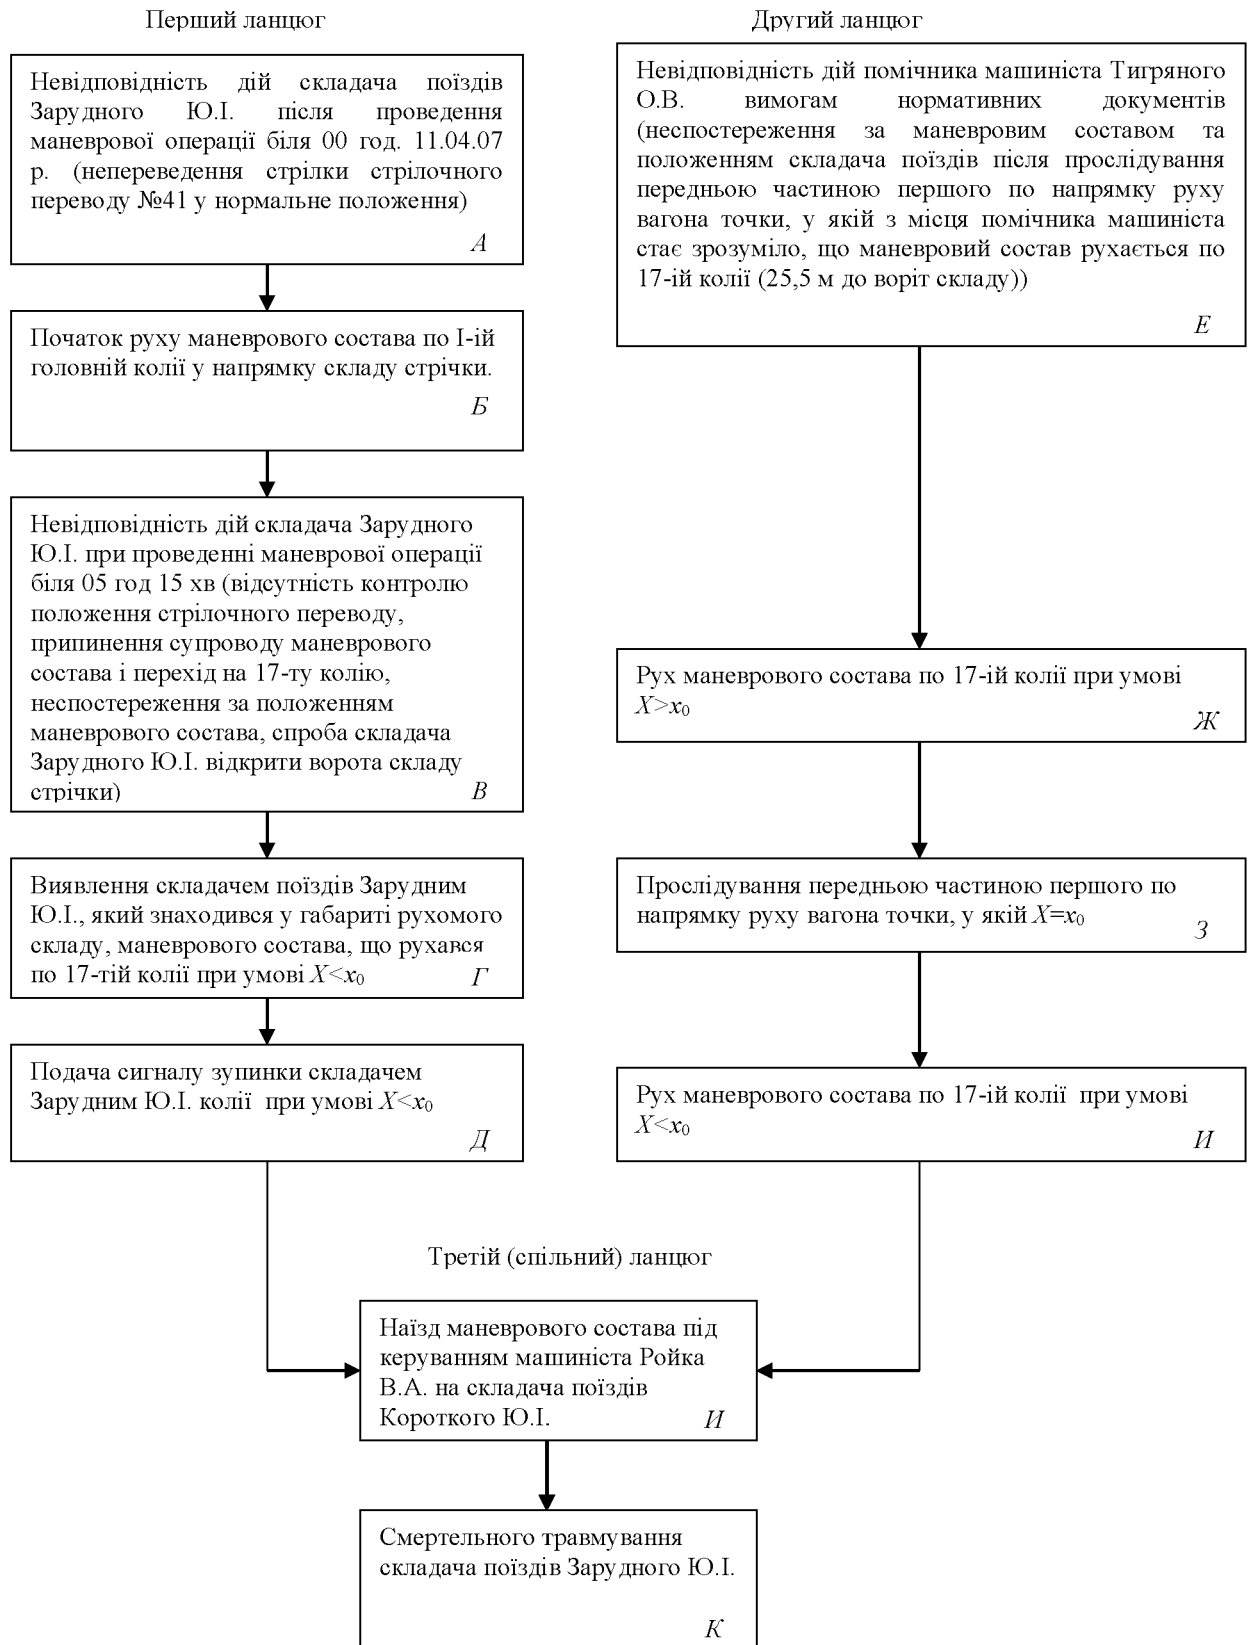 Перший ланцюг
Невідповідність дій складача поїздів
Зарудного Ю.І. після проведення
маневрової операції біля 00 год. 11.04.07
р. (непереведення стрілки стрілочного
переводу №41 у нормальне положення)
А
Початок руху маневрового состава по І-ій
головній колії у напрямку складу стрічки.
Б
Невідповідність дій складача Зарудного
Ю.І. при проведенні маневрової операції
біля 05 год 15 хв (відсутність контролю
положення стрілочного переводу,
припинення супроводу маневрового
состава і перехід на 17-ту колію,
неспостереження за положенням
маневрового состава, спроба складача
Зарудного Ю.І. відкрити ворота складу
стрічки)
В
Виявлення складачем поїздів Зарудним
Ю.І., який знаходився у габариті рухомого
складу, маневрового состава, що рухався
по 17-тій колії при умові X<x₀
Г
Подача сигналу зупинки складачем
Зарудним Ю.І. колії при умові X<x₀
Д
Другий ланцюг
Невідповідність дій помічника машиніста Тигряного
О.В. вимогам нормативних документів
(неспостереження за маневровим составом та
положенням складача поїздів після прослідування
передньою частиною першого по напрямку руху
вагона точки, у якій з місця помічника машиніста
стає зрозуміло, що маневровий состав рухається по
17-ій колії (25,5 м до воріт складу))
Е
Рух маневрового состава по 17-ій колії при умові
X>x₀
Ж
Прослідування передньою частиною першого по
напрямку руху вагона точки, у якій X=x₀
З
Рух маневрового состава по 17-ій колії при умові
X<x₀
И
Третій (спільний) ланцюг
Наїзд маневрового состава під
керуванням машиніста Ройка
В.А. на складача поїздів
Короткого Ю.І.
И
Смертельного травмування
складача поїздів Зарудного Ю.І.
К